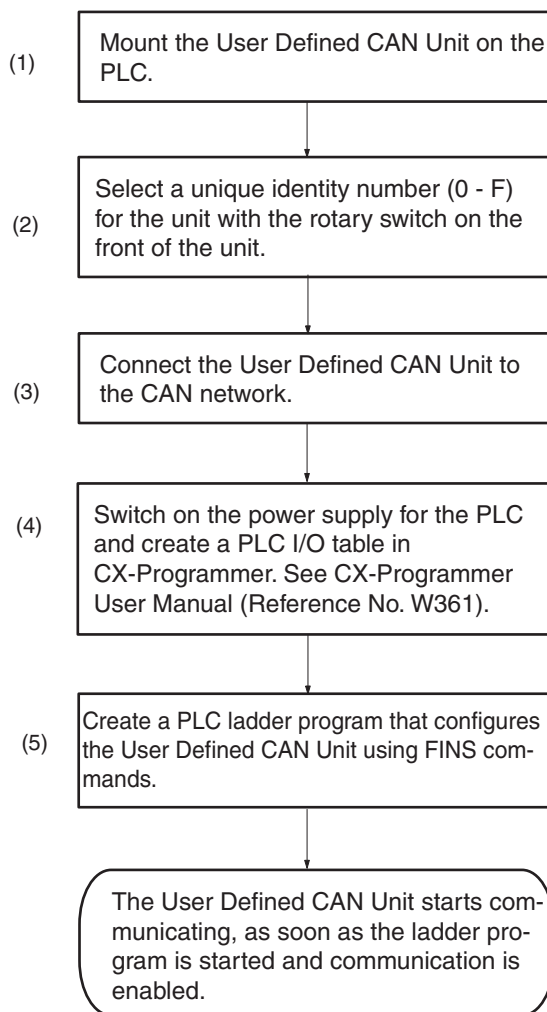 (1)
Mount the User Defined CAN Unit on the
PLC.
(2)
Select a unique identity number (0 - F)
for the unit with the rotary switch on the
front of the unit.
(3)
Connect the User Defined CAN Unit to
the CAN network.
(4)
Switch on the power supply for the PLC
and create a PLC I/O table in
CX-Programmer. See CX-Programmer
User Manual (Reference No. W361).
(5)
Create a PLC ladder program that configures
the User Defined CAN Unit using FINS com-
mands.
The User Defined CAN Unit starts com-
municating, as soon as the ladder pro-
gram is started and communication is
enabled.